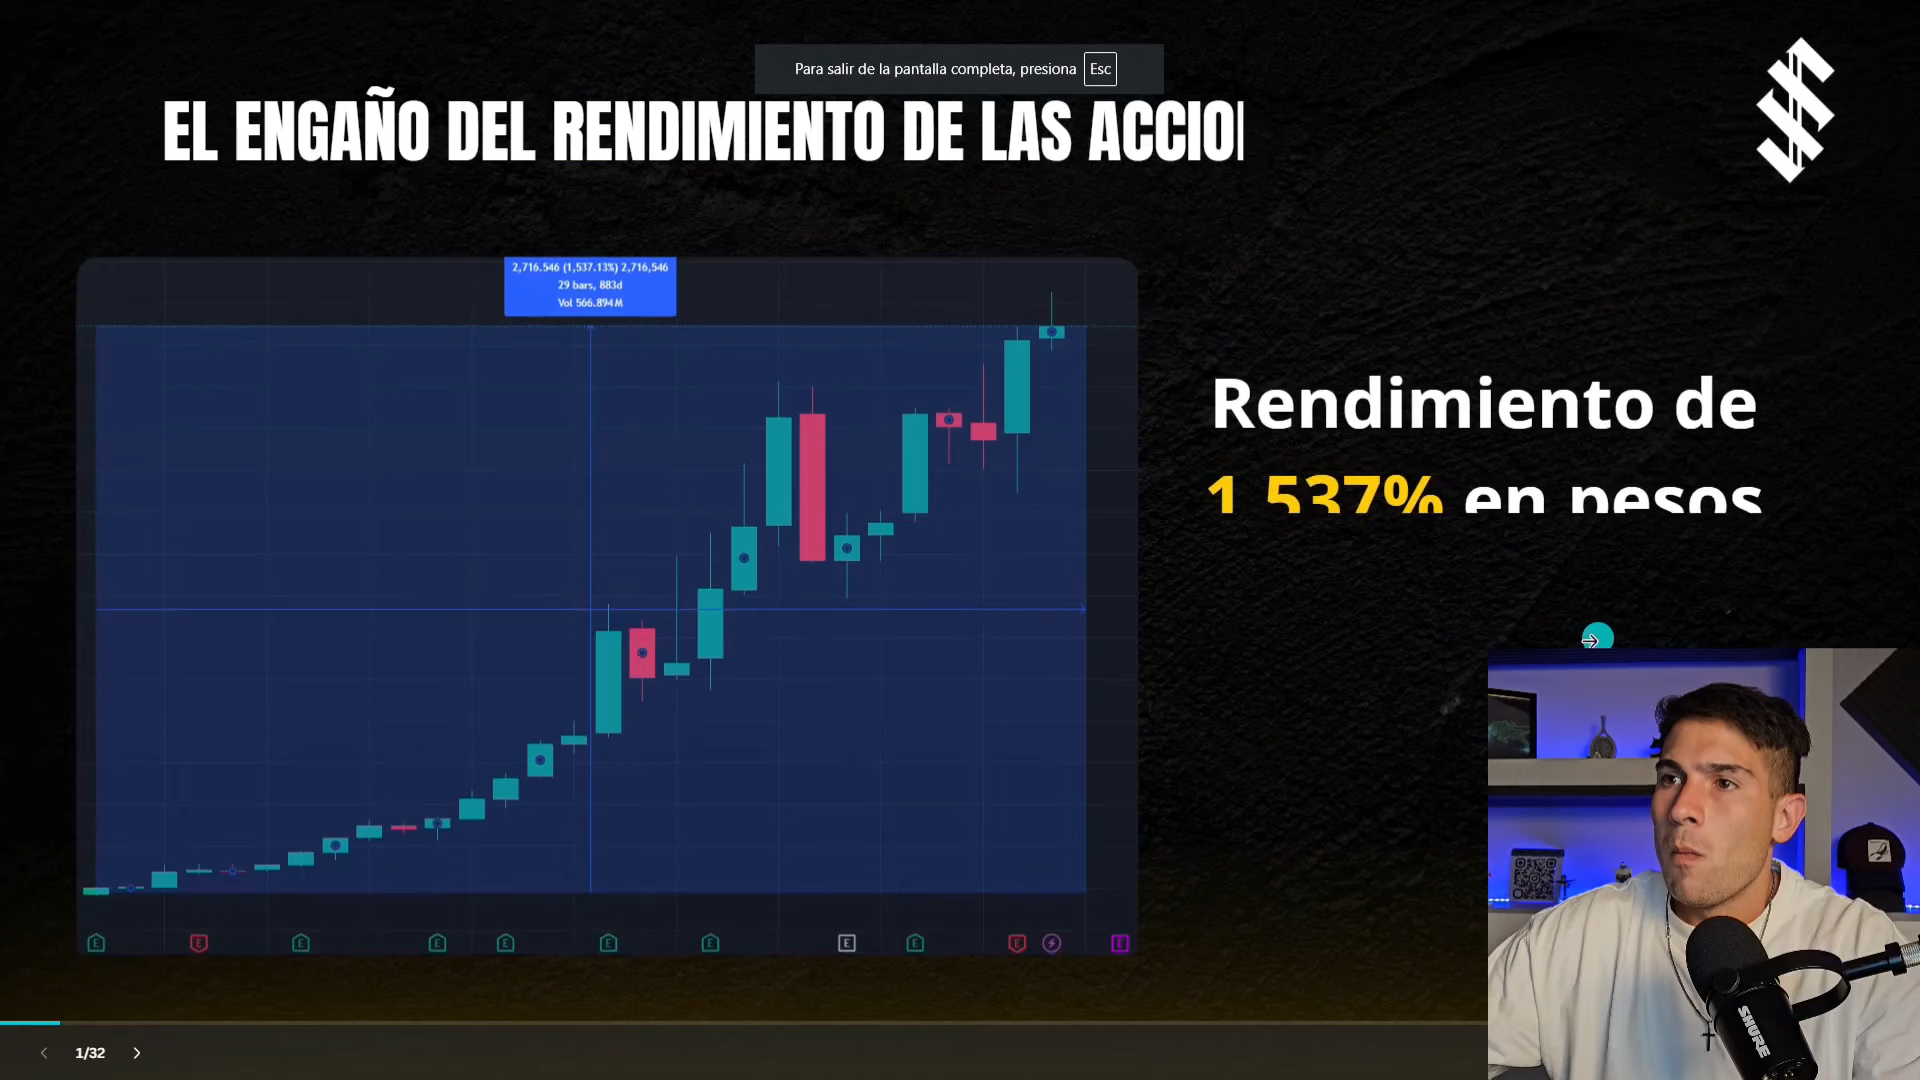 Para salir de la pantalla completa, presiona Esc
EL ENGAÑO DEL RENDIMIENTO DE LAS ACCIO
2,716.546 (1,537.13%) 2,716,546
29 bars, 883d
Vol 566.894M
Rendimiento de
1.537% en pesos
E E E E E E E E E E E
1/32
SHURE